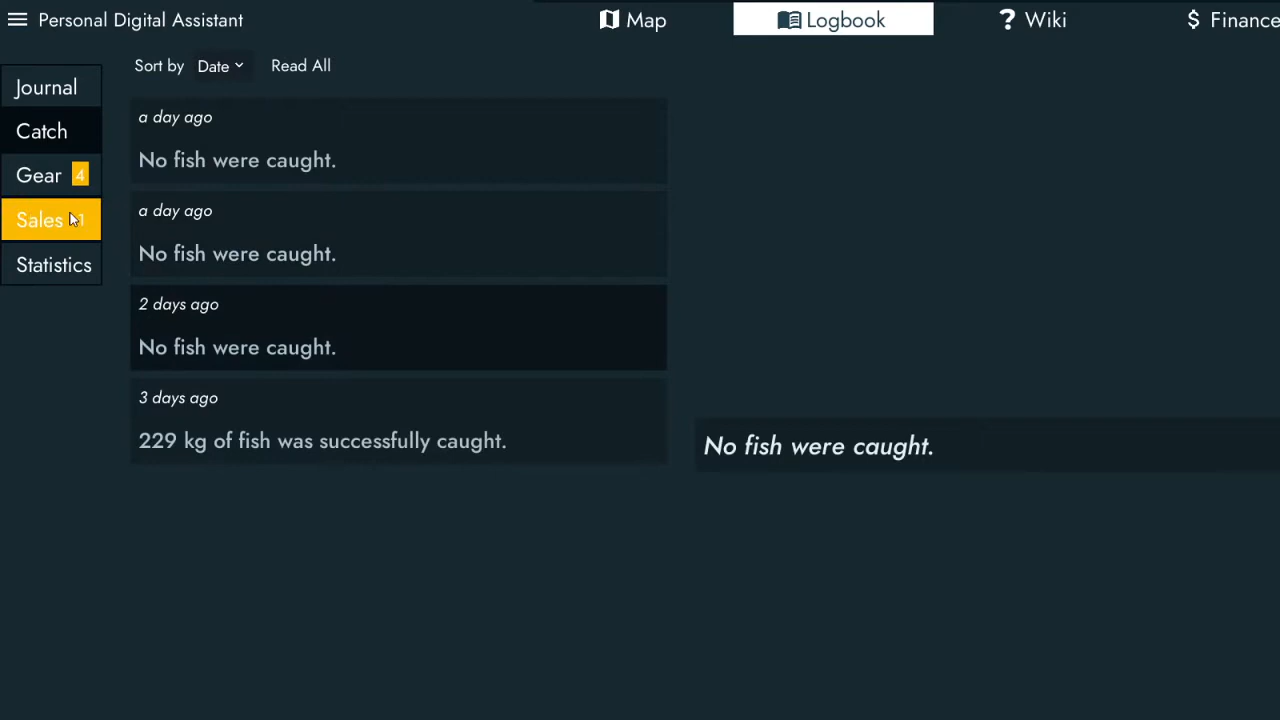 Personal Digital Assistant
Map
Logbook
? Wiki
$ Finance
Sort by Date
Read All
Journal
Catch
Gear 4
Sales 1
Statistics
a day ago
No fish were caught.
a day ago
No fish were caught.
2 days ago
No fish were caught.
3 days ago
229 kg of fish was successfully caught.
No fish were caught.